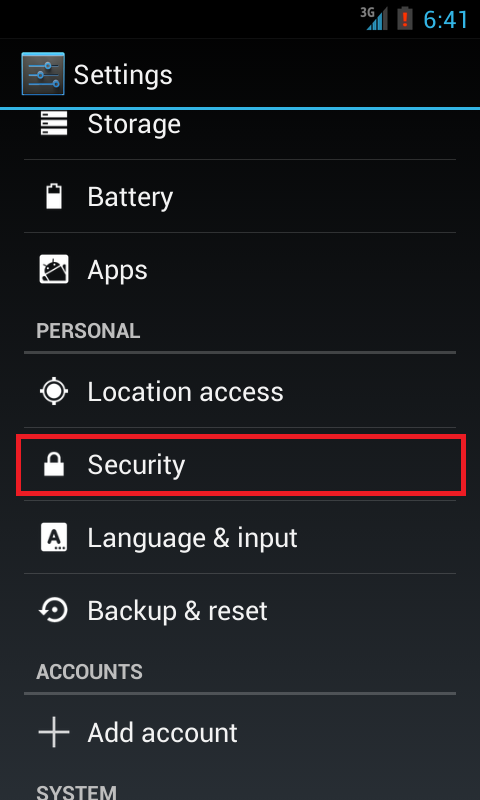 3G 6:41
Settings
Storage
Battery
Apps
PERSONAL
Location access
Security
Language & input
Backup & reset
ACCOUNTS
Add account
SYSTEM